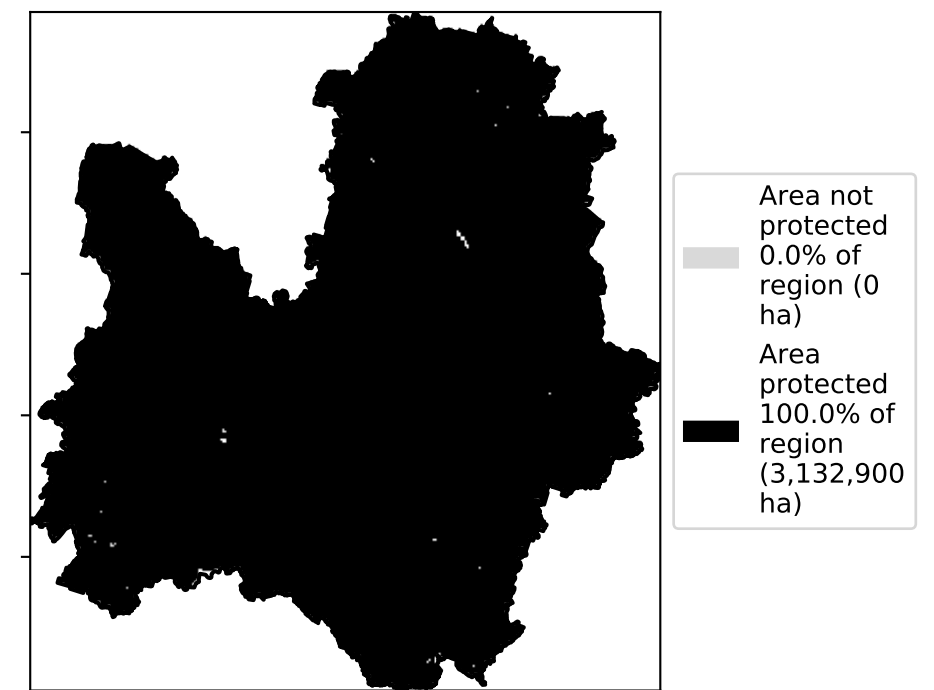 Area not
protected
0.0% of
region (0
ha)
Area
protected
100.0% of
region
(3,132,900
ha)